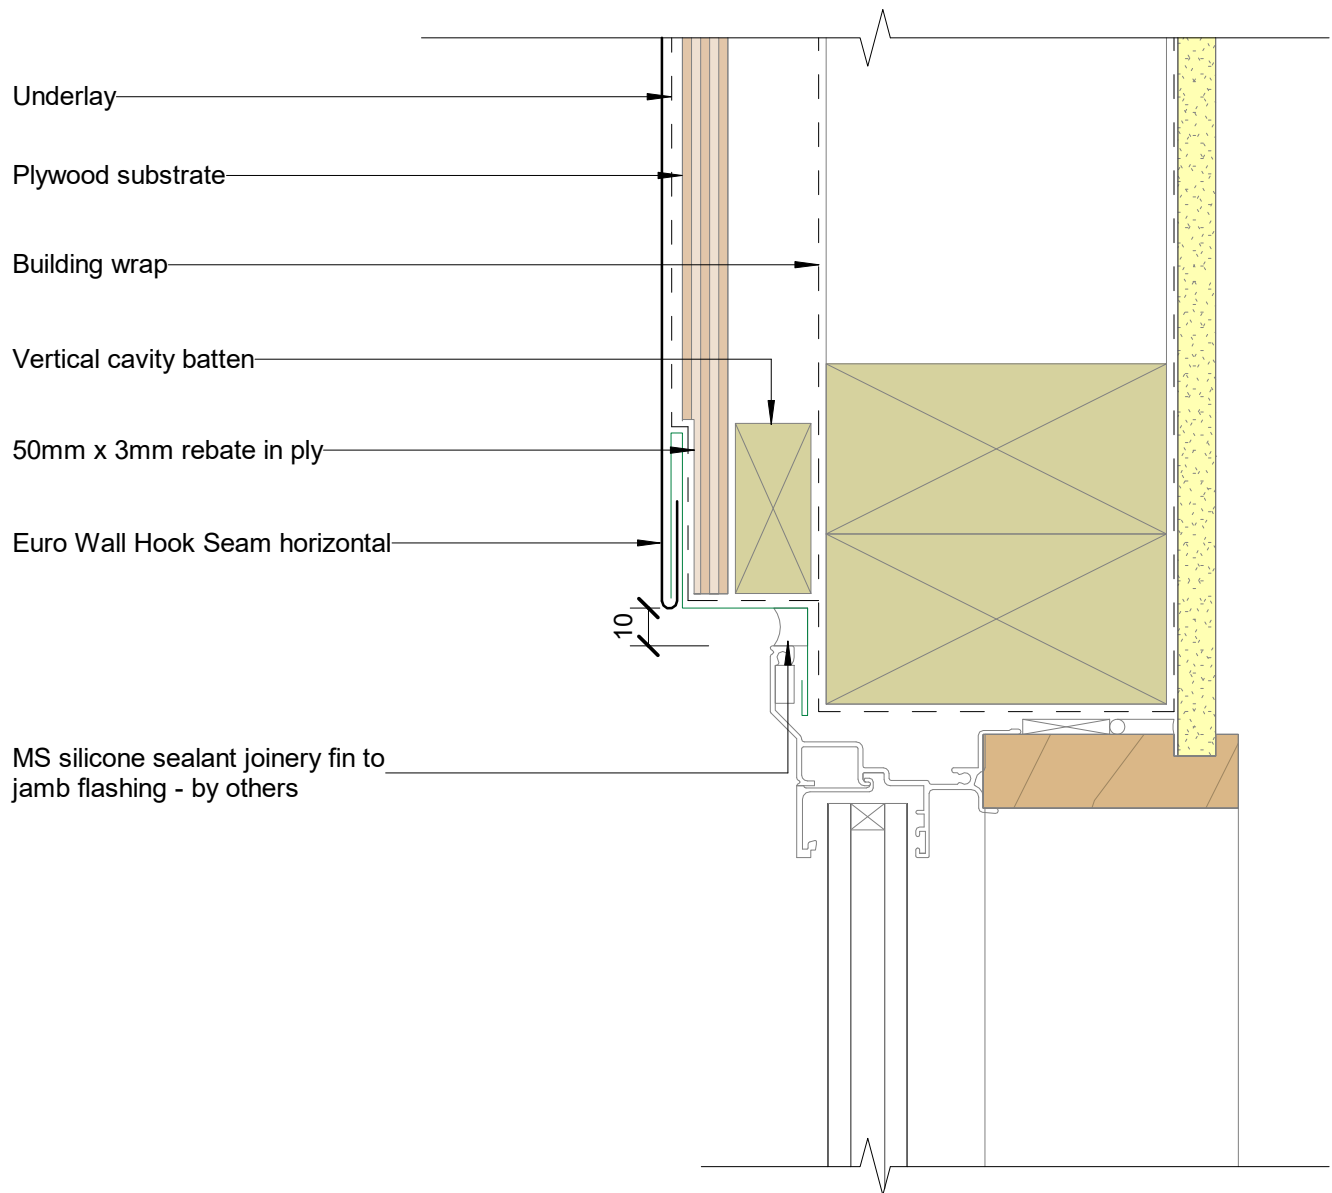 Underlay
Plywood substrate
Building wrap
Vertical cavity batten
50mm x 3mm rebate in ply
Euro Wall Hook Seam horizontal
10
MS silicone sealant joinery fin to
jamb flashing - by others